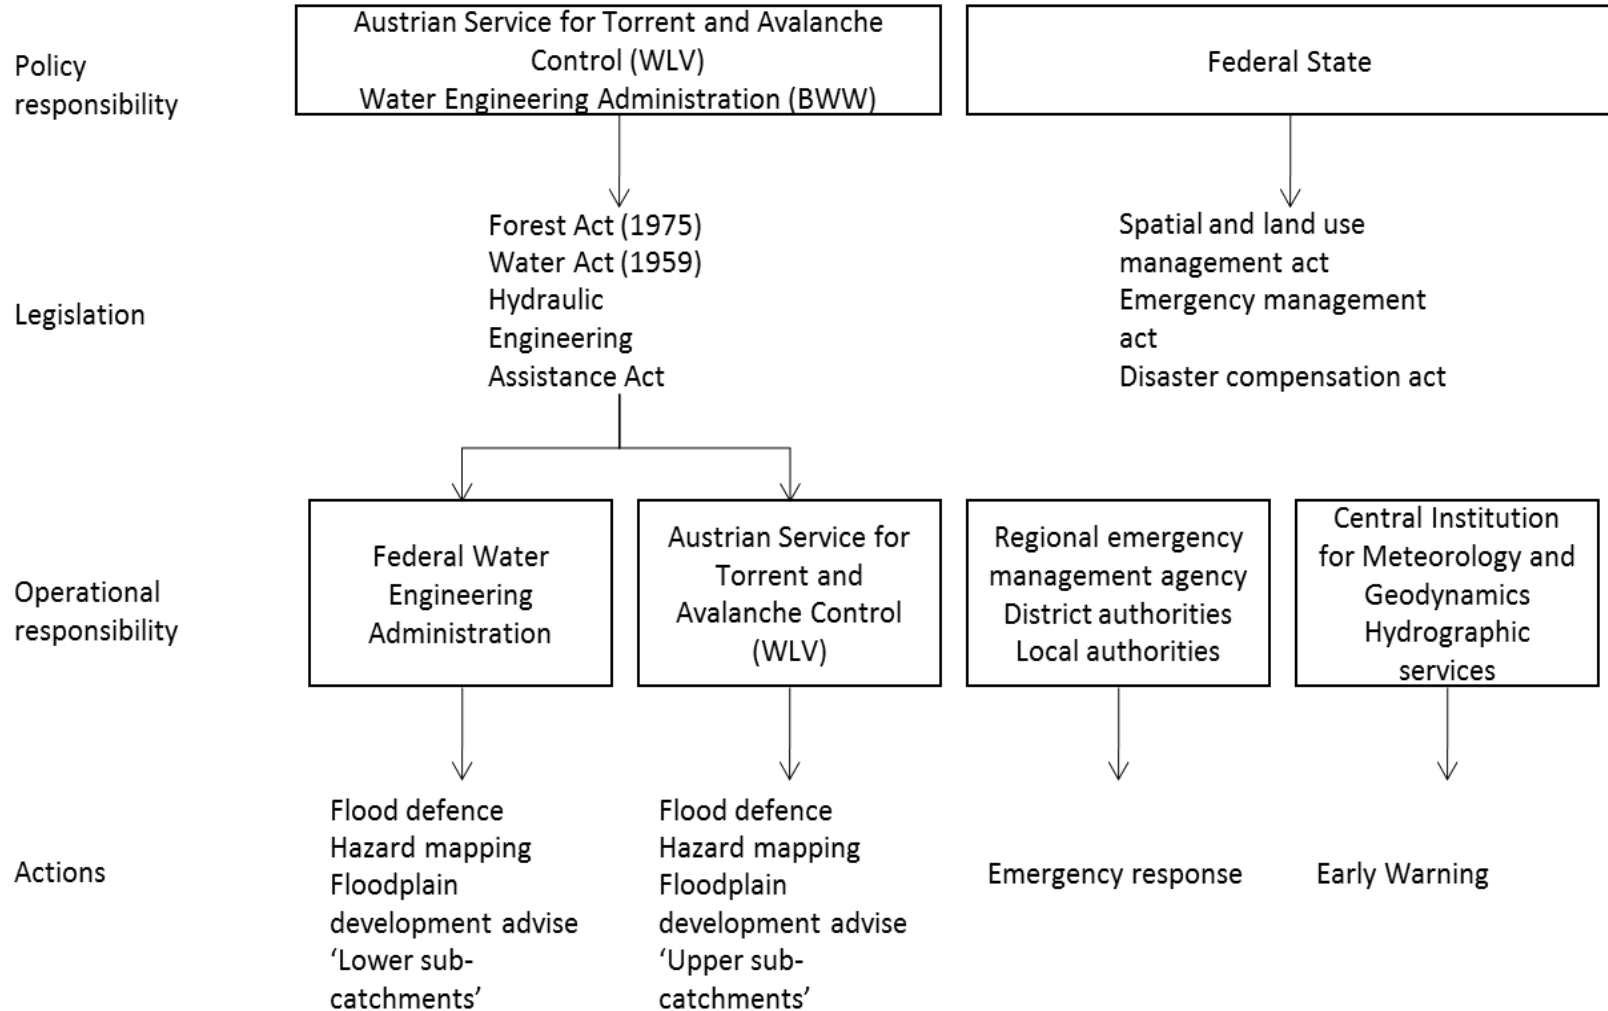 Policy
responsibility
Austrian Service for Torrent and Avalanche
Control (WLV)
Water Engineering Administration (BWW)
Federal State
Legislation
Forest Act (1975)
Water Act (1959)
Hydraulic
Engineering
Assistance Act
Spatial and land use
management act
Emergency management
act
Disaster compensation act
Operational
responsibility
Federal Water
Engineering
Administration
Austrian Service for
Torrent and
Avalanche Control
(WLV)
Regional emergency
management agency
District authorities
Local authorities
Central Institution
for Meteorology and
Geodynamics
Hydrographic
services
Actions
Flood defence
Hazard mapping
Floodplain
development advise
‘Lower sub-
catchments’
Flood defence
Hazard mapping
Floodplain
development advise
‘Upper sub-
catchments’
Emergency response
Early Warning